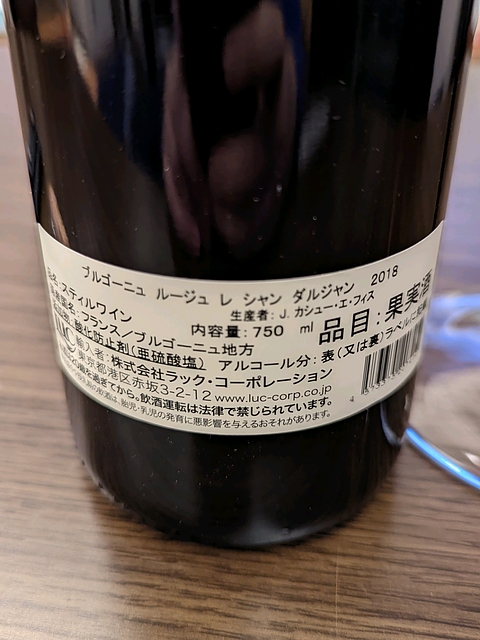 ブルゴーニュ ルージュ レ シャン ダルジャン 2018
品名:スティルワイン 生産者:J. カシュー・エ・フィス
フランス/ブルゴーニュ地方 内容量:750 ml 品目:果実酒
酸化防止剤(亜硫酸塩) アルコール分:表(又は裏)ラベルに
輸入者:株式会社ラック・コーポレーション
東京都港区赤坂3-2-12 www.luc-corp.co.jp
過ぎてから。飲酒運転は法律で禁じられています。
の飲酒は、胎児・乳児の発育に悪影響を与えるおそれがあります。